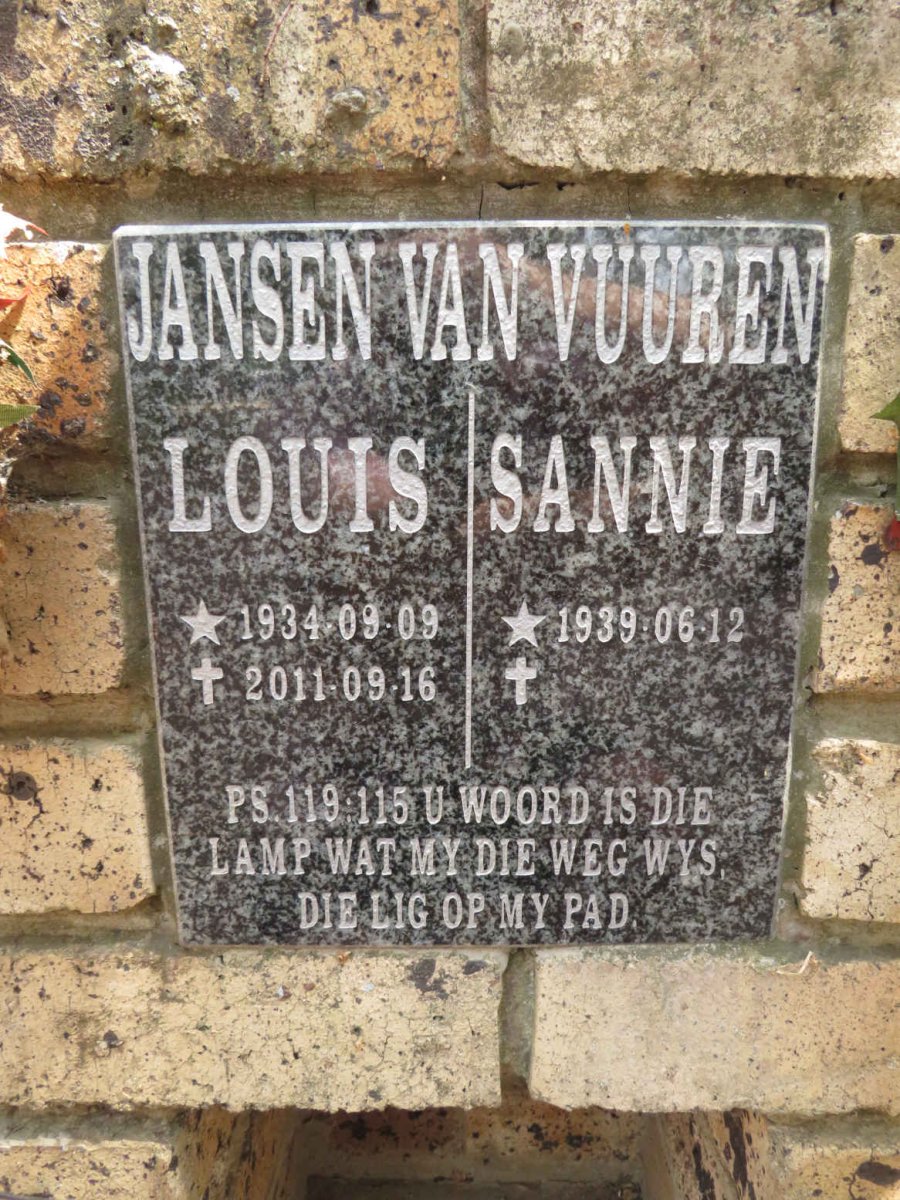 JANSEN VAN VUUREN
LOUIS
1934·09·09
2011·09·16
SANNIE
1939·06·12
PS.119:115 U WOORD IS DIE
LAMP WAT MY DIE WEG WYS,
DIE LIG OP MY PAD.